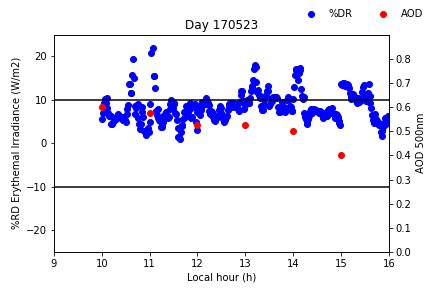 %DR AOD
Day 170523
%RD Erythemal Irradiance (W/m2)
20
10
0
−10
−20
0.8
0.7
0.6
0.5
0.4
0.3
0.2
0.1
0.0
AOD 500nm
9 10 11 12 13 14 15 16
Local hour (h)